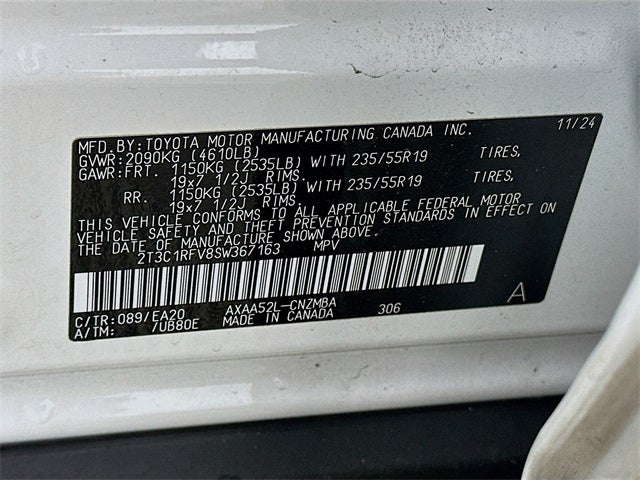 MFD.BY:TOYOTA MOTOR MANUFACTURING CANADA INC. 11/24
GVWR:2090KG (4610LB)
GAWR:FRT. 1150KG (2535LB) WITH 235/55R19 TIRES,
19x7 1/2J RIMS.
RR. 1150KG (2535LB) WITH 235/55R19 TIRES,
19x7 1/2J RIMS.
THIS VEHICLE CONFORMS TO ALL APPLICABLE FEDERAL MOTOR
VEHICLE SAFETY AND THEFT PREVENTION STANDARDS IN EFFECT ON
THE DATE OF MANUFACTURE SHOWN ABOVE.
2T3C1RFV8SW367163 MPV
C/TR:089/EA20 AXAA52L-CNZMBA 306 A
A/TM: /UB80E MADE IN CANADA